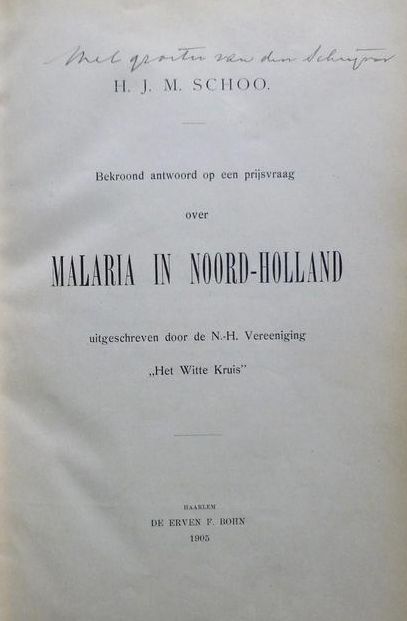 Met groeten van den Schrijver
H. J. M. SCHOO.
Bekroond antwoord op een prijsvraag
over
MALARIA IN NOORD-HOLLAND
uitgeschreven door de N.-H. Vereeniging
„Het Witte Kruis”
HAARLEM
DE ERVEN F. BOHN
1905